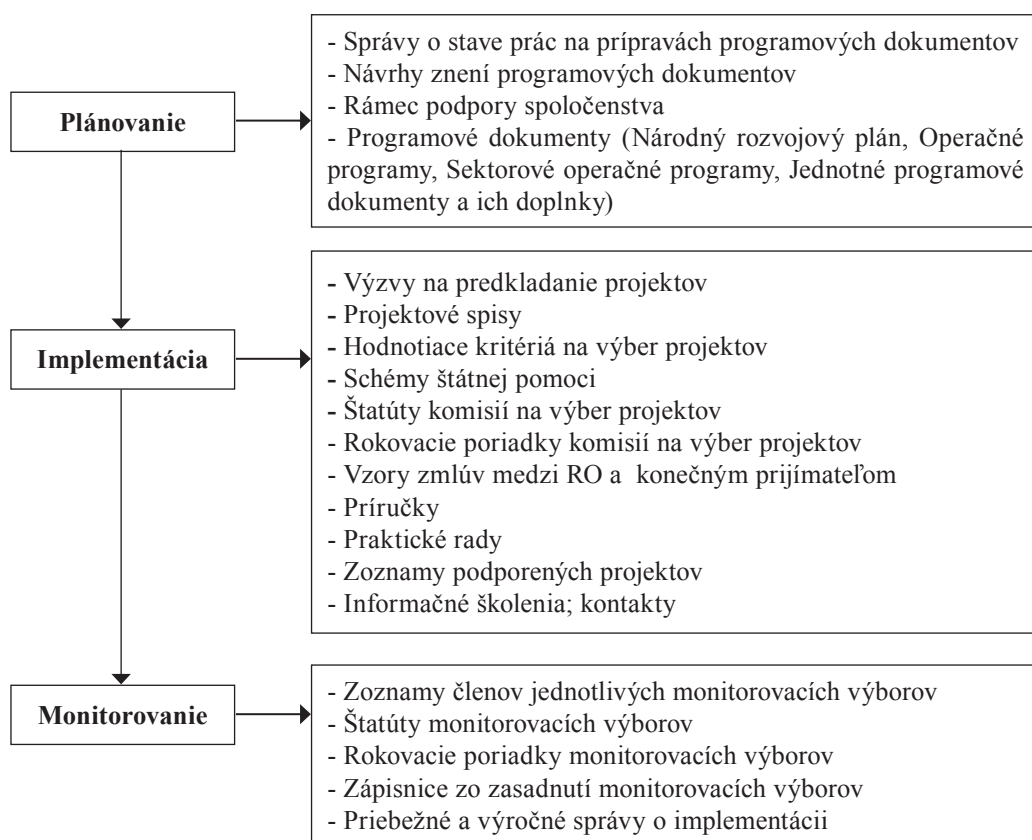 Plánovanie
- Správy o stave prác na prípravách programových dokumentov
- Návrhy znení programových dokumentov
- Rámec podpory spoločenstva
- Programové dokumenty (Národný rozvojový plán, Operačné
programy, Sektorové operačné programy, Jednotné programové
dokumenty a ich doplnky)
Implementácia
- Výzvy na predkladanie projektov
- Projektové spisy
- Hodnotiace kritériá na výber projektov
- Schémy štátnej pomoci
- Štatúty komisií na výber projektov
- Rokovacie poriadky komisií na výber projektov
- Vzory zmlúv medzi RO a konečným prijímateľom
- Príručky
- Praktické rady
- Zoznamy podporených projektov
- Informačné školenia; kontakty
Monitorovanie
- Zoznamy členov jednotlivých monitorovacích výborov
- Štatúty monitorovacích výborov
- Rokovacie poriadky monitorovacích výborov
- Zápisnice zo zasadnutí monitorovacích výborov
- Priebežné a výročné správy o implementácii